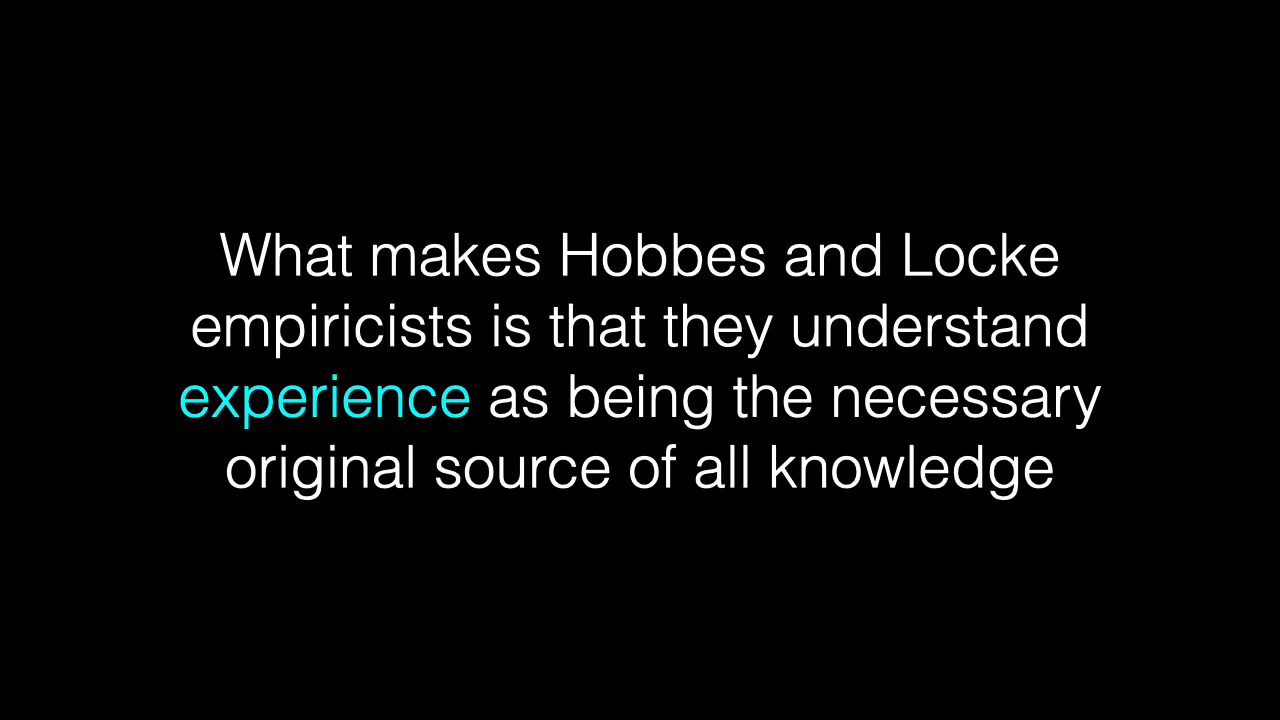 What makes Hobbes and Locke
empiricists is that they understand
experience as being the necessary
original source of all knowledge